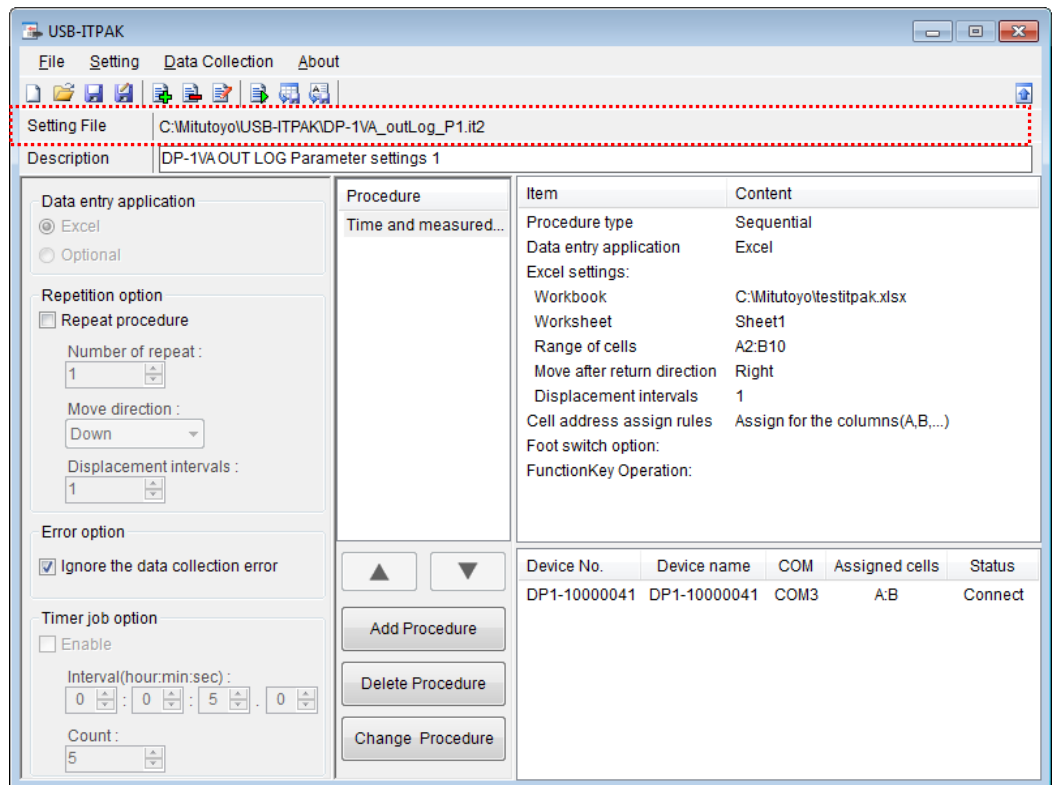 USB-ITPAK
File Setting Data Collection About
Setting File C:\Mitutoyo\USB-ITPAK\DP-1VA_outLog_P1.it2
Description DP-1VA OUT LOG Parameter settings 1
Data entry application
Excel
Optional
Repetition option
Repeat procedure
Number of repeat :
1
Move direction :
Down
Displacement intervals :
1
Error option
Ignore the data collection error
Timer job option
Enable
Interval(hour:min:sec) :
0 : 0 : 5 . 0
Count :
5
Procedure
Time and measured...
Add Procedure
Delete Procedure
Change Procedure
Item Content
Procedure type Sequential
Data entry application Excel
Excel settings:
Workbook C:\Mitutoyo\testitpak.xlsx
Worksheet Sheet1
Range of cells A2:B10
Move after return direction Right
Displacement intervals 1
Cell address assign rules Assign for the columns(A,B,...)
Foot switch option:
FunctionKey Operation:
Device No. Device name COM Assigned cells Status
DP1-10000041 DP1-10000041 COM3 A:B Connect